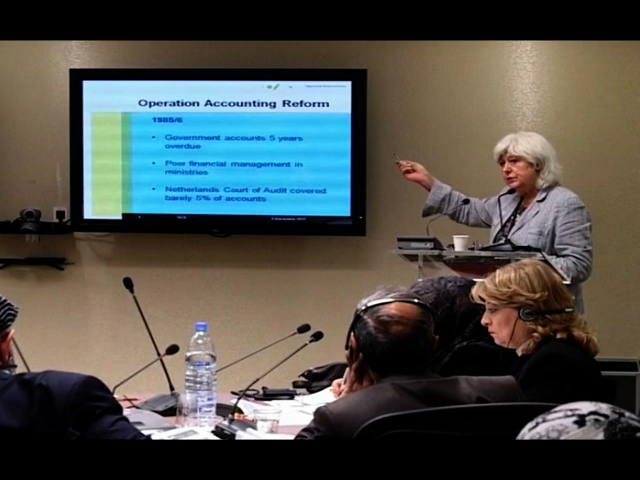 Operation Accounting Reform
1985/6
• Government accounts 5 years
overdue
• Poor financial management in
ministries
• Netherlands Court of Audit covered
barely 5% of accounts